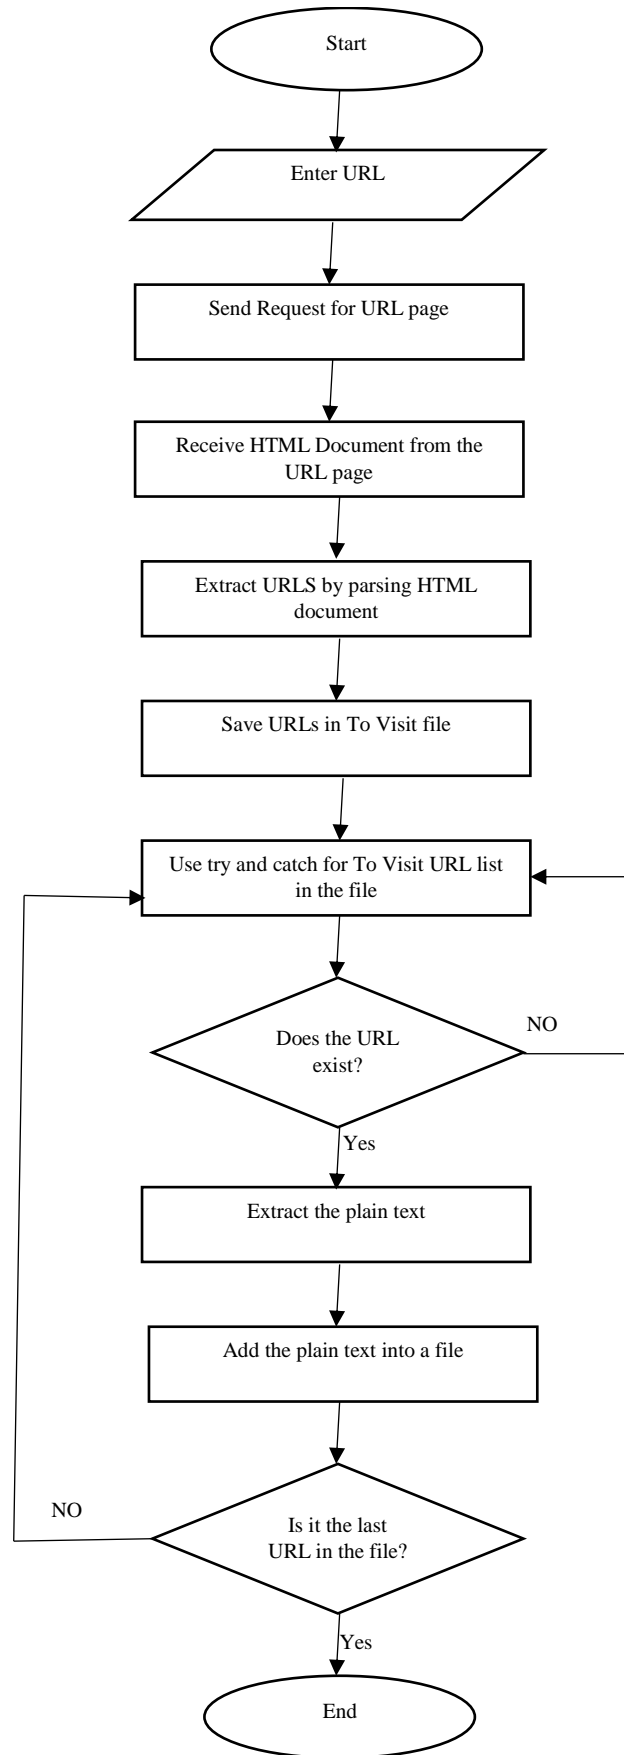 Start
Enter URL
Send Request for URL page
Receive HTML Document from the
URL page
Extract URLS by parsing HTML
document
Save URLs in To Visit file
Use try and catch for To Visit URL list
in the file
Does the URL
exist?
NO
Yes
Extract the plain text
Add the plain text into a file
NO
Is it the last
URL in the file?
Yes
End